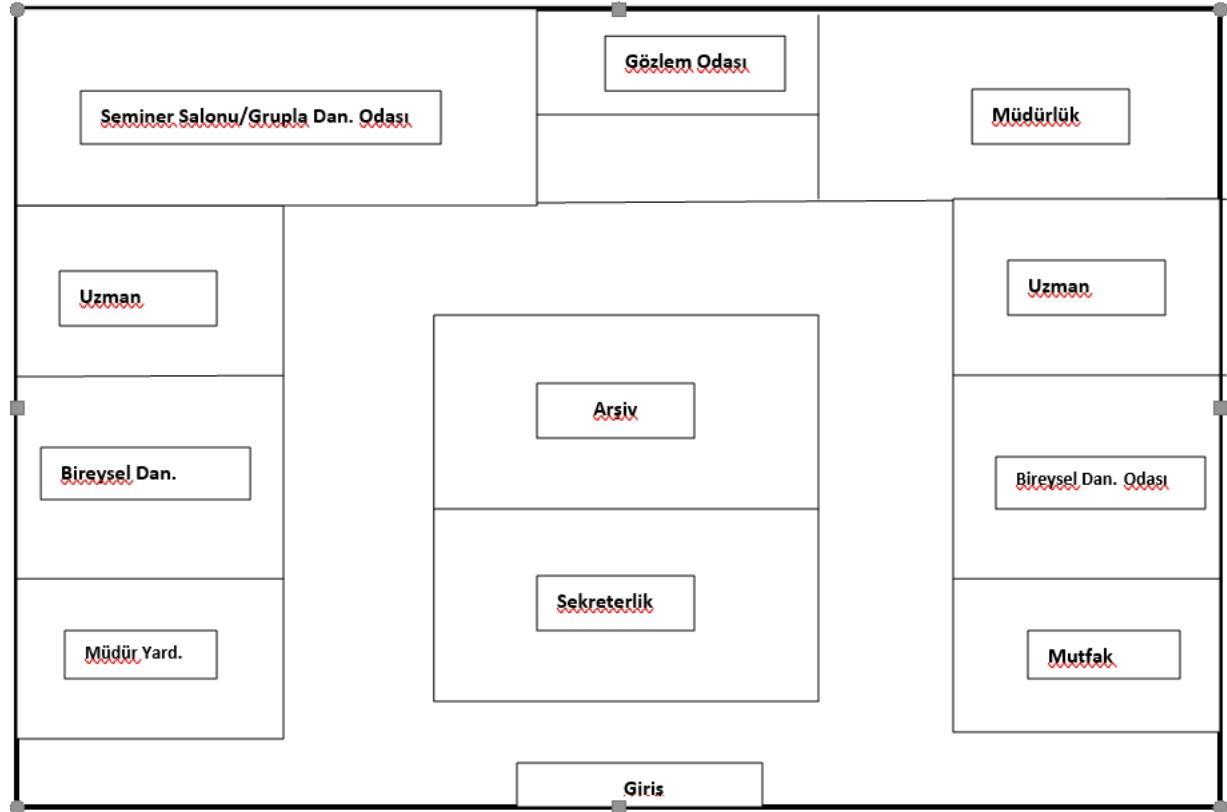 Gözlem Odası
Seminer Salonu/Grupla Dan. Odası
Müdürlük
Uzman
Uzman
Arşiv
Bireysel Dan.
Bireysel Dan. Odası
Sekreterlik
Müdür Yard.
Mutfak
Giris